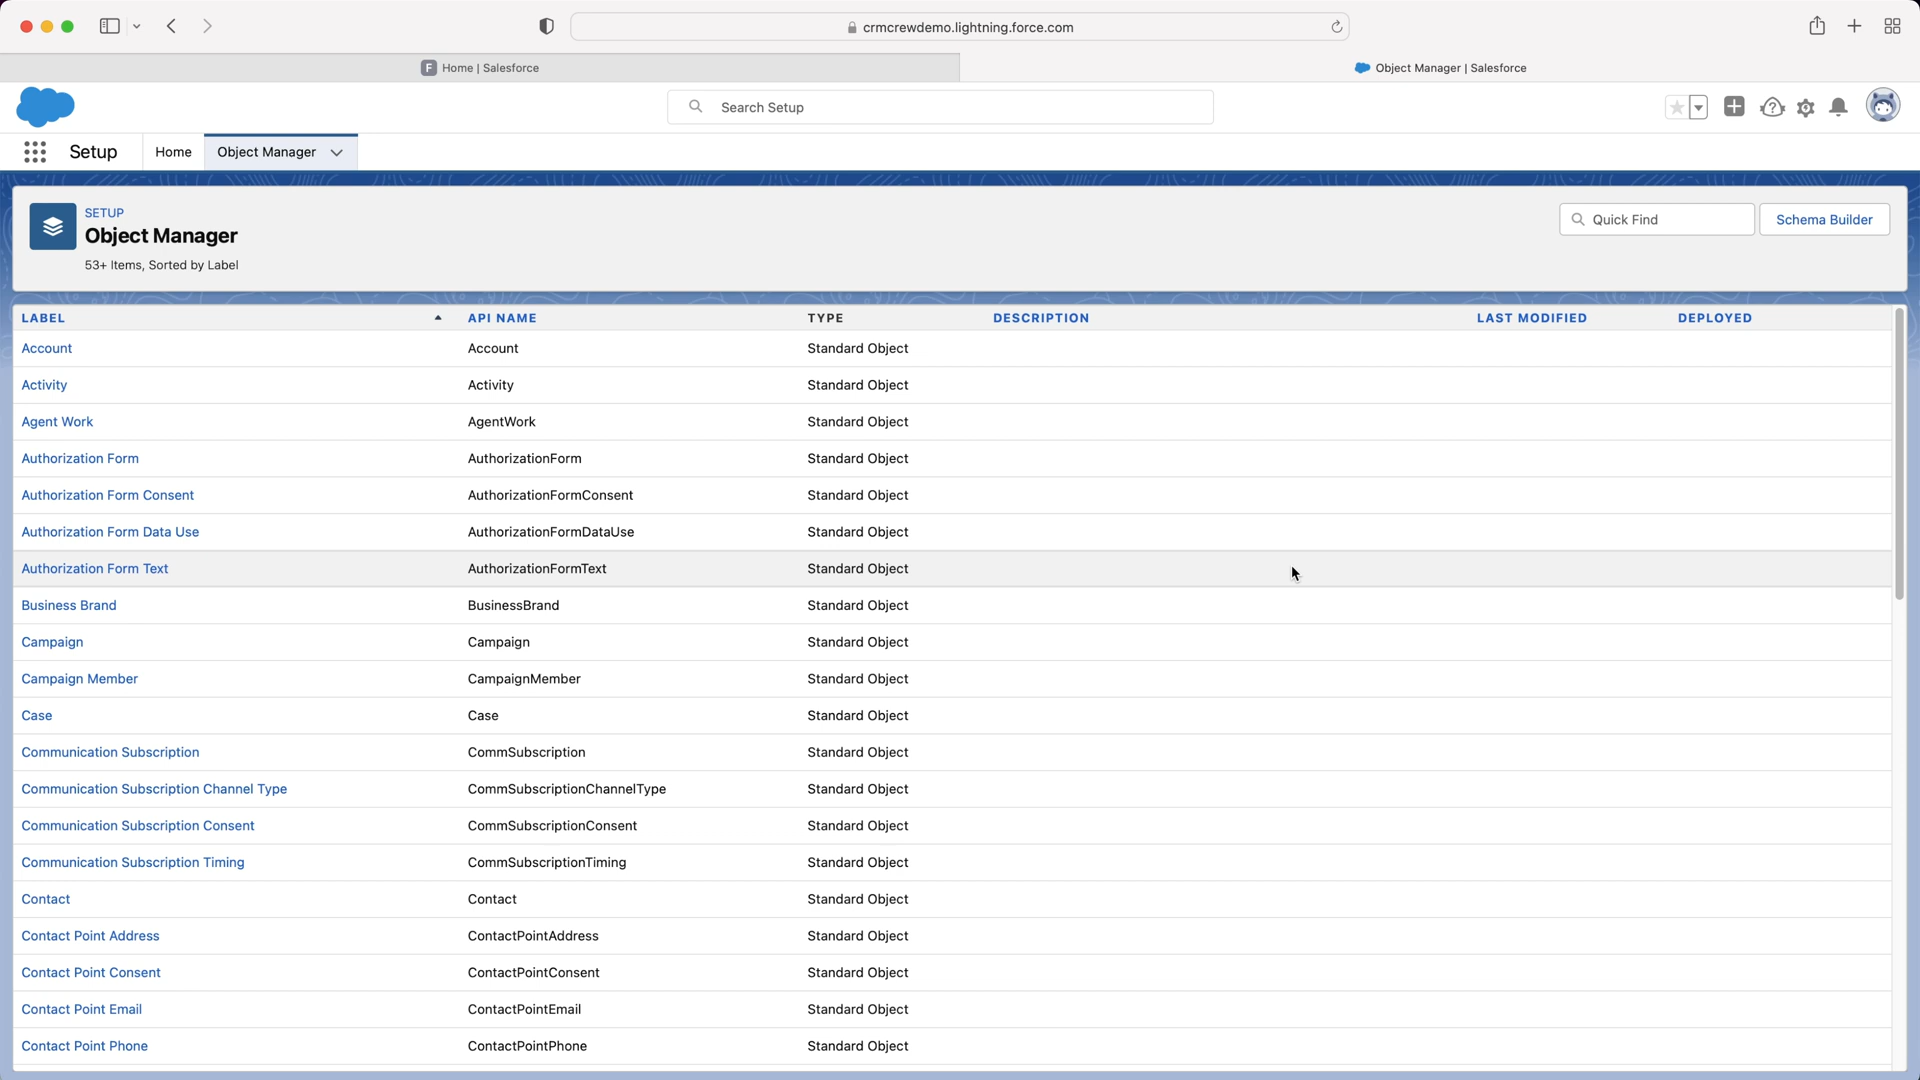 crmcrewdemo.lightning.force.com
F Home | Salesforce
Object Manager | Salesforce
Search Setup
Setup Home Object Manager
SETUP
Object Manager
53+ Items, Sorted by Label
Quick Find
Schema Builder
LABEL API NAME TYPE DESCRIPTION LAST MODIFIED DEPLOYED
Account Account Standard Object
Activity Activity Standard Object
Agent Work AgentWork Standard Object
Authorization Form AuthorizationForm Standard Object
Authorization Form Consent AuthorizationFormConsent Standard Object
Authorization Form Data Use AuthorizationFormDataUse Standard Object
Authorization Form Text AuthorizationFormText Standard Object
Business Brand BusinessBrand Standard Object
Campaign Campaign Standard Object
Campaign Member CampaignMember Standard Object
Case Case Standard Object
Communication Subscription CommSubscription Standard Object
Communication Subscription Channel Type CommSubscriptionChannelType Standard Object
Communication Subscription Consent CommSubscriptionConsent Standard Object
Communication Subscription Timing CommSubscriptionTiming Standard Object
Contact Contact Standard Object
Contact Point Address ContactPointAddress Standard Object
Contact Point Consent ContactPointConsent Standard Object
Contact Point Email ContactPointEmail Standard Object
Contact Point Phone ContactPointPhone Standard Object